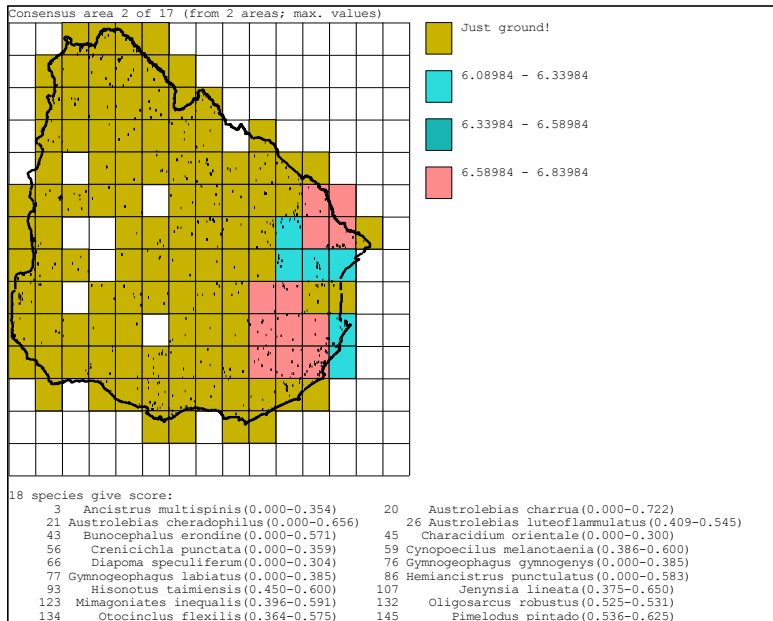 Consensus area 2 of 17 (from 2 areas; max. values)
Just ground!
6.08984 - 6.33984
6.33984 - 6.58984
6.58984 - 6.83984
18 species give score:
3 Ancistrus multispinis(0.000-0.354) 20 Austrolebias charrua(0.000-0.722)
21 Austrolebias cheradophilus(0.000-0.656) 26 Austrolebias luteoflammulatus(0.409-0.545)
43 Bunocephalus erondine(0.000-0.571) 45 Characidium orientale(0.000-0.300)
56 Crenicichla punctata(0.000-0.359) 59 Cynopoecilus melanotaenia(0.386-0.600)
66 Diapoma speculiferum(0.000-0.304) 76 Gymnogeophagus gymnogenys(0.000-0.385)
77 Gymnogeophagus labiatus(0.000-0.385) 86 Hemiancistrus punctulatus(0.000-0.583)
93 Hisonotus taimiensis(0.450-0.600) 107 Jenynsia lineata(0.375-0.650)
123 Mimagoniates inequalis(0.396-0.591) 132 Oligosarcus robustus(0.525-0.531)
134 Otocinclus flexilis(0.364-0.575) 145 Pimelodus pintado(0.536-0.625)